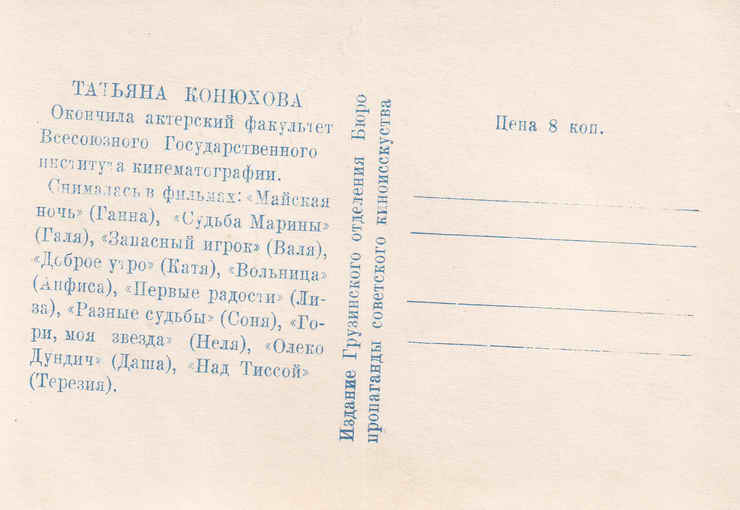 ТАТЬЯНА КОНЮХОВА
Окончила актерский факультет
Всесоюзного Государственного
института кинематографии.
Снималась в фильмах: «Майская
ночь» (Ганна), «Судьба Марины»
(Галя), «Запасный игрок» (Валя),
«Доброе утро» (Катя), «Вольница»
(Анфиса), «Первые радости» (Ли-
за), «Разные судьбы» (Соня), «Го-
ри, моя звезда» (Неля), «Олеко
Дундич» (Даша), «Над Тиссой»
(Терезия).
Издание Грузинского отделения Бюро
пропаганды советского киноисскуства
Цена 8 коп.